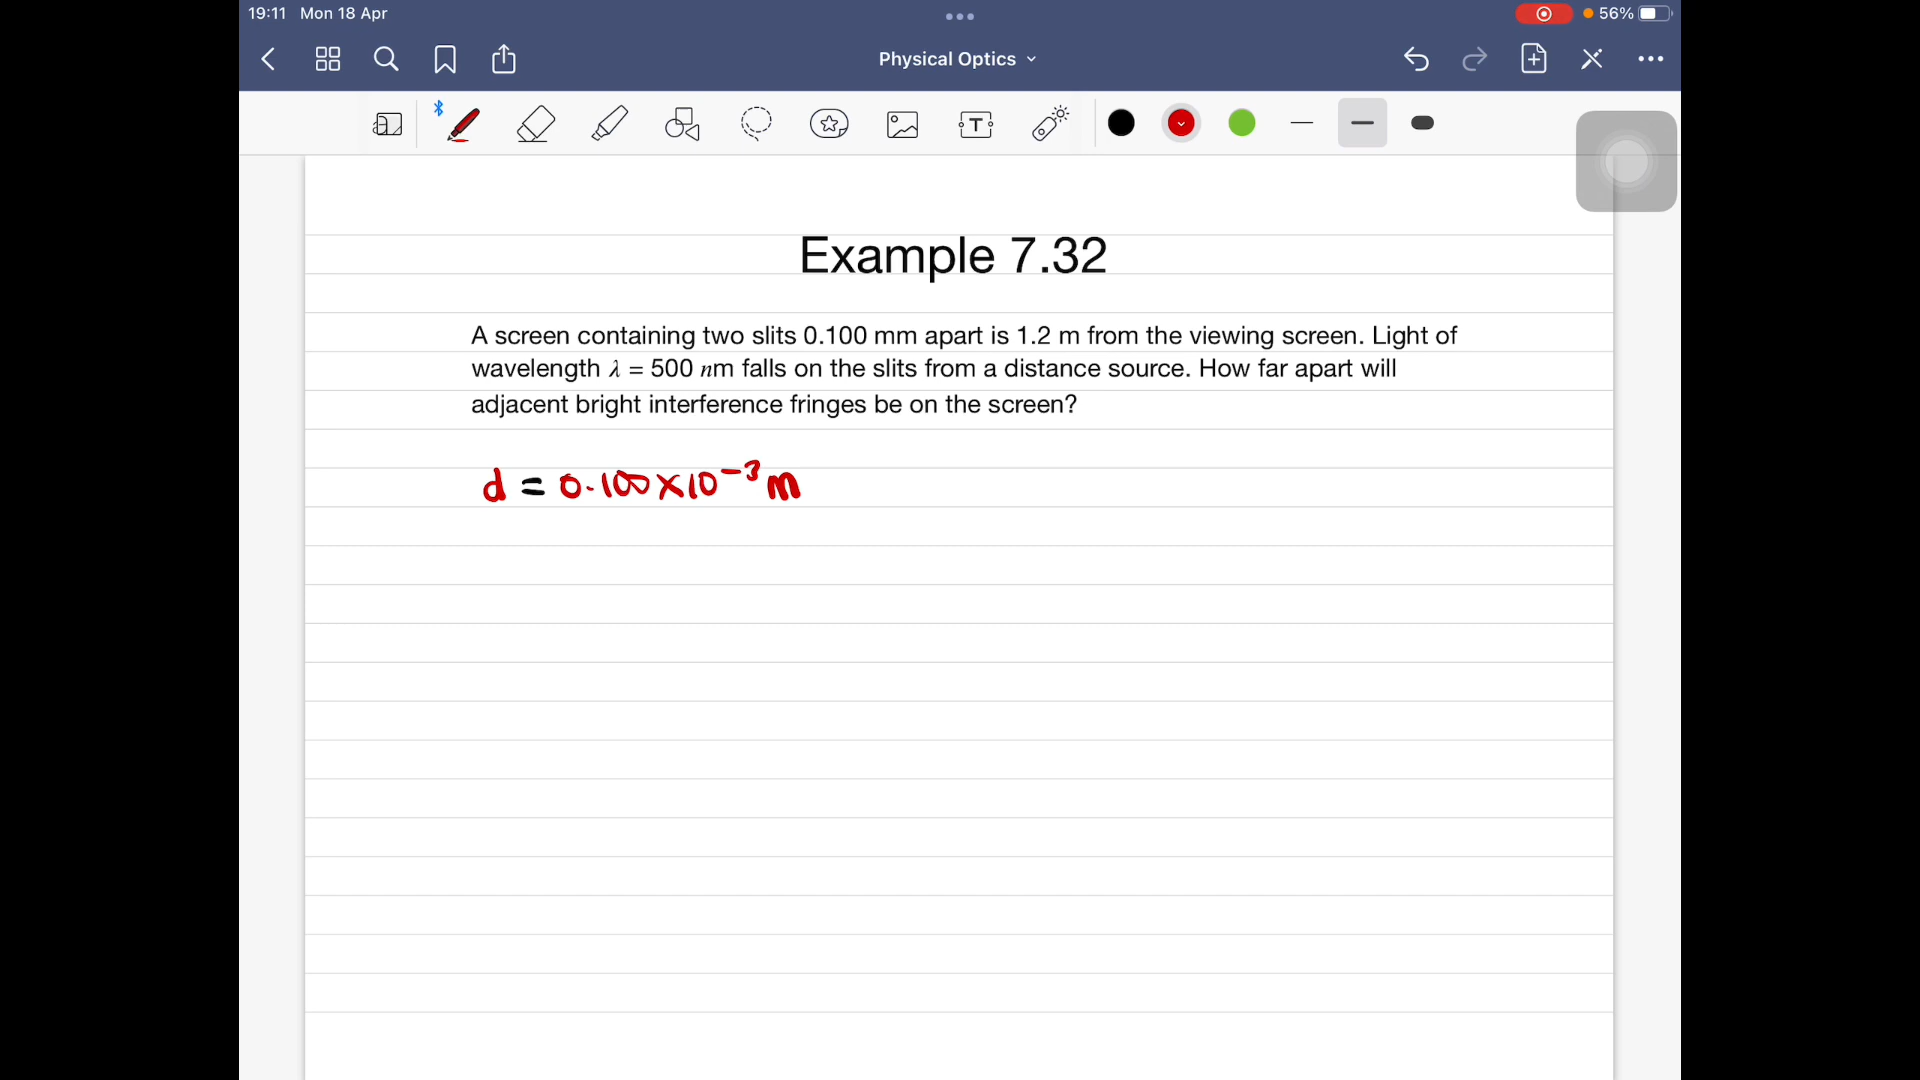 19:11 Mon 18 Apr
56%
Physical Optics
a
T
Example 7.32
A screen containing two slits 0.100 mm apart is 1.2 m from the viewing screen. Light of
wavelength λ = 500 nm falls on the slits from a distance source. How far apart will
adjacent bright interference fringes be on the screen?
d = 0.100×10⁻³ m